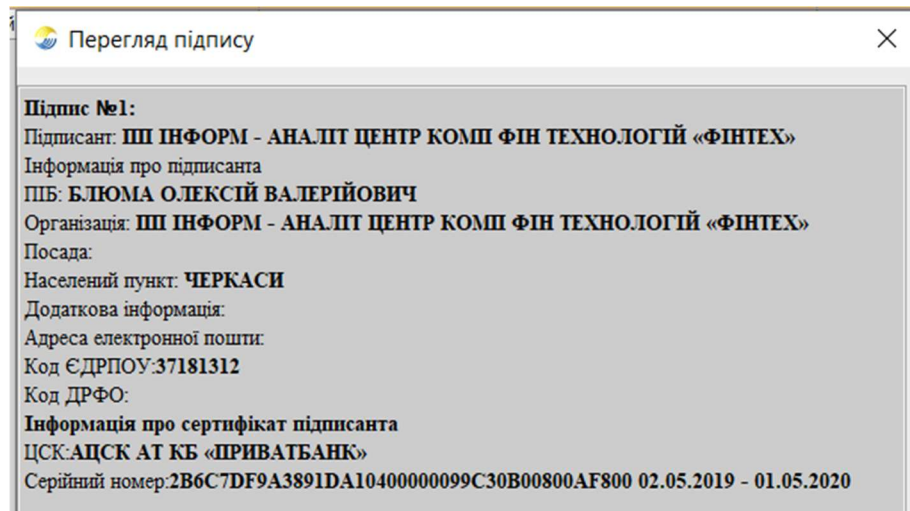 Перегляд підпису
Підпис №1:
Підписант: ПП ІНФОРМ - АНАЛІТ ЦЕНТР КОМП ФІН ТЕХНОЛОГІЙ «ФІНТЕХ»
Інформація про підписанта
ПІБ: БЛЮМА ОЛЕКСІЙ ВАЛЕРІЙОВИЧ
Організація: ПП ІНФОРМ - АНАЛІТ ЦЕНТР КОМП ФІН ТЕХНОЛОГІЙ «ФІНТЕХ»
Посада:
Населений пункт: ЧЕРКАСИ
Додаткова інформація:
Адреса електронної пошти:
Код ЄДРПОУ:37181312
Код ДРФО:
Інформація про сертифікат підписанта
ЦСК:АЦСК АТ КБ «ПРИВАТБАНК»
Серійний номер:2B6C7DF9A3891DA10400000099C30B00800AF800 02.05.2019 - 01.05.2020